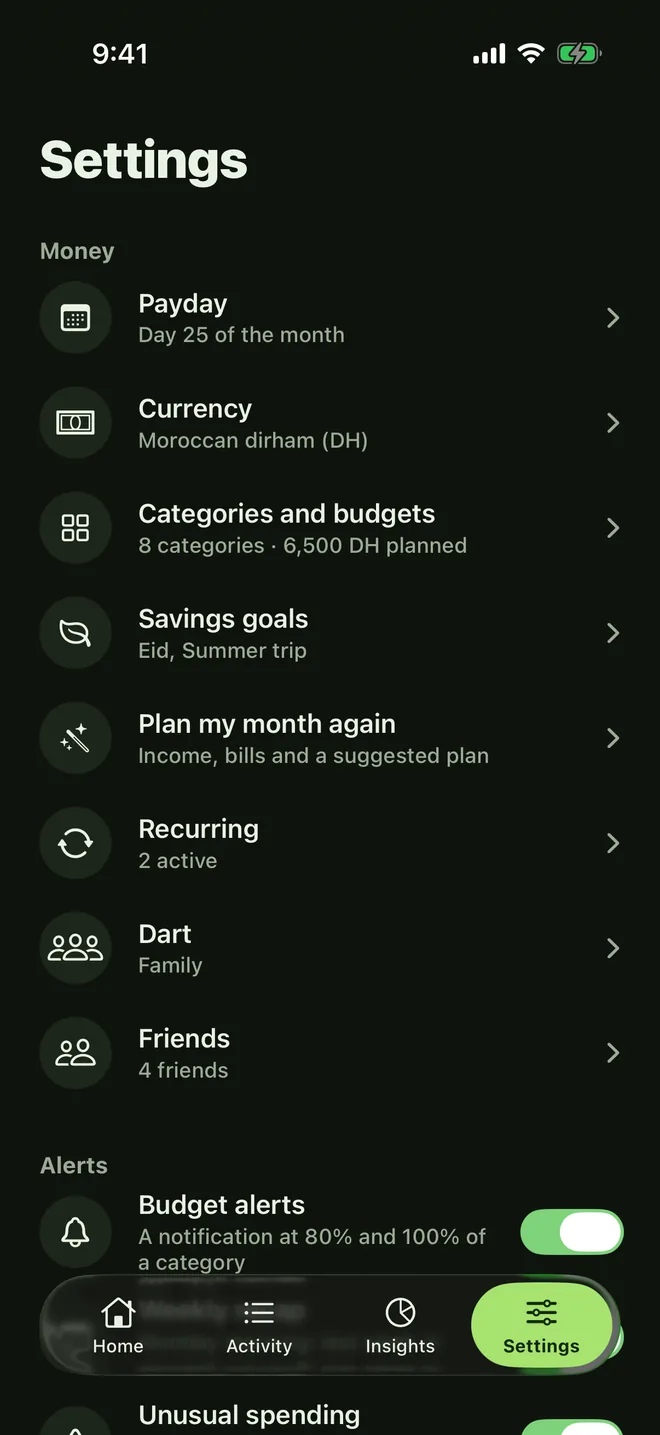 9:41
Settings
Money
Payday
Day 25 of the month
Currency
Moroccan dirham (DH)
Categories and budgets
8 categories · 6,500 DH planned
Savings goals
Eid, Summer trip
Plan my month again
Income, bills and a suggested plan
Recurring
2 active
Dart
Family
Friends
4 friends
Alerts
Budget alerts
A notification at 80% and 100% of
a category
Home
Activity
Insights
Settings
Unusual spending